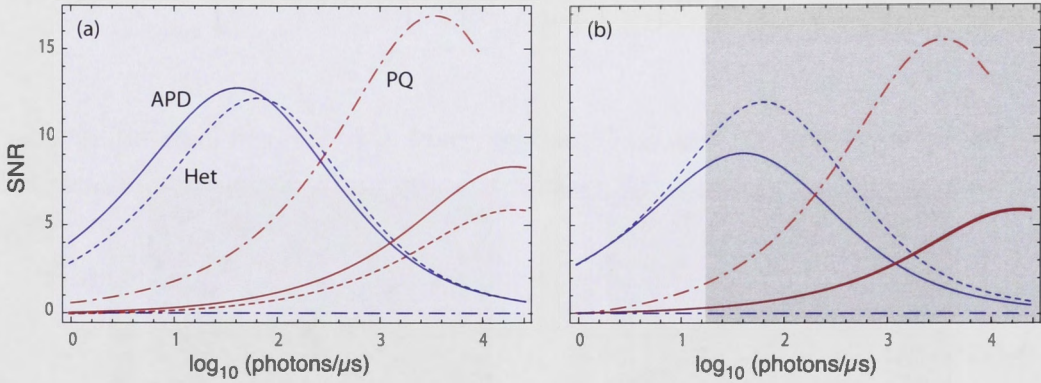 (a)
(b)
SNR
15
10
5
0
APD
Het
PQ
0 1 2 3 4
0 1 2 3 4
log10 (photons/μs)
log10 (photons/μs)